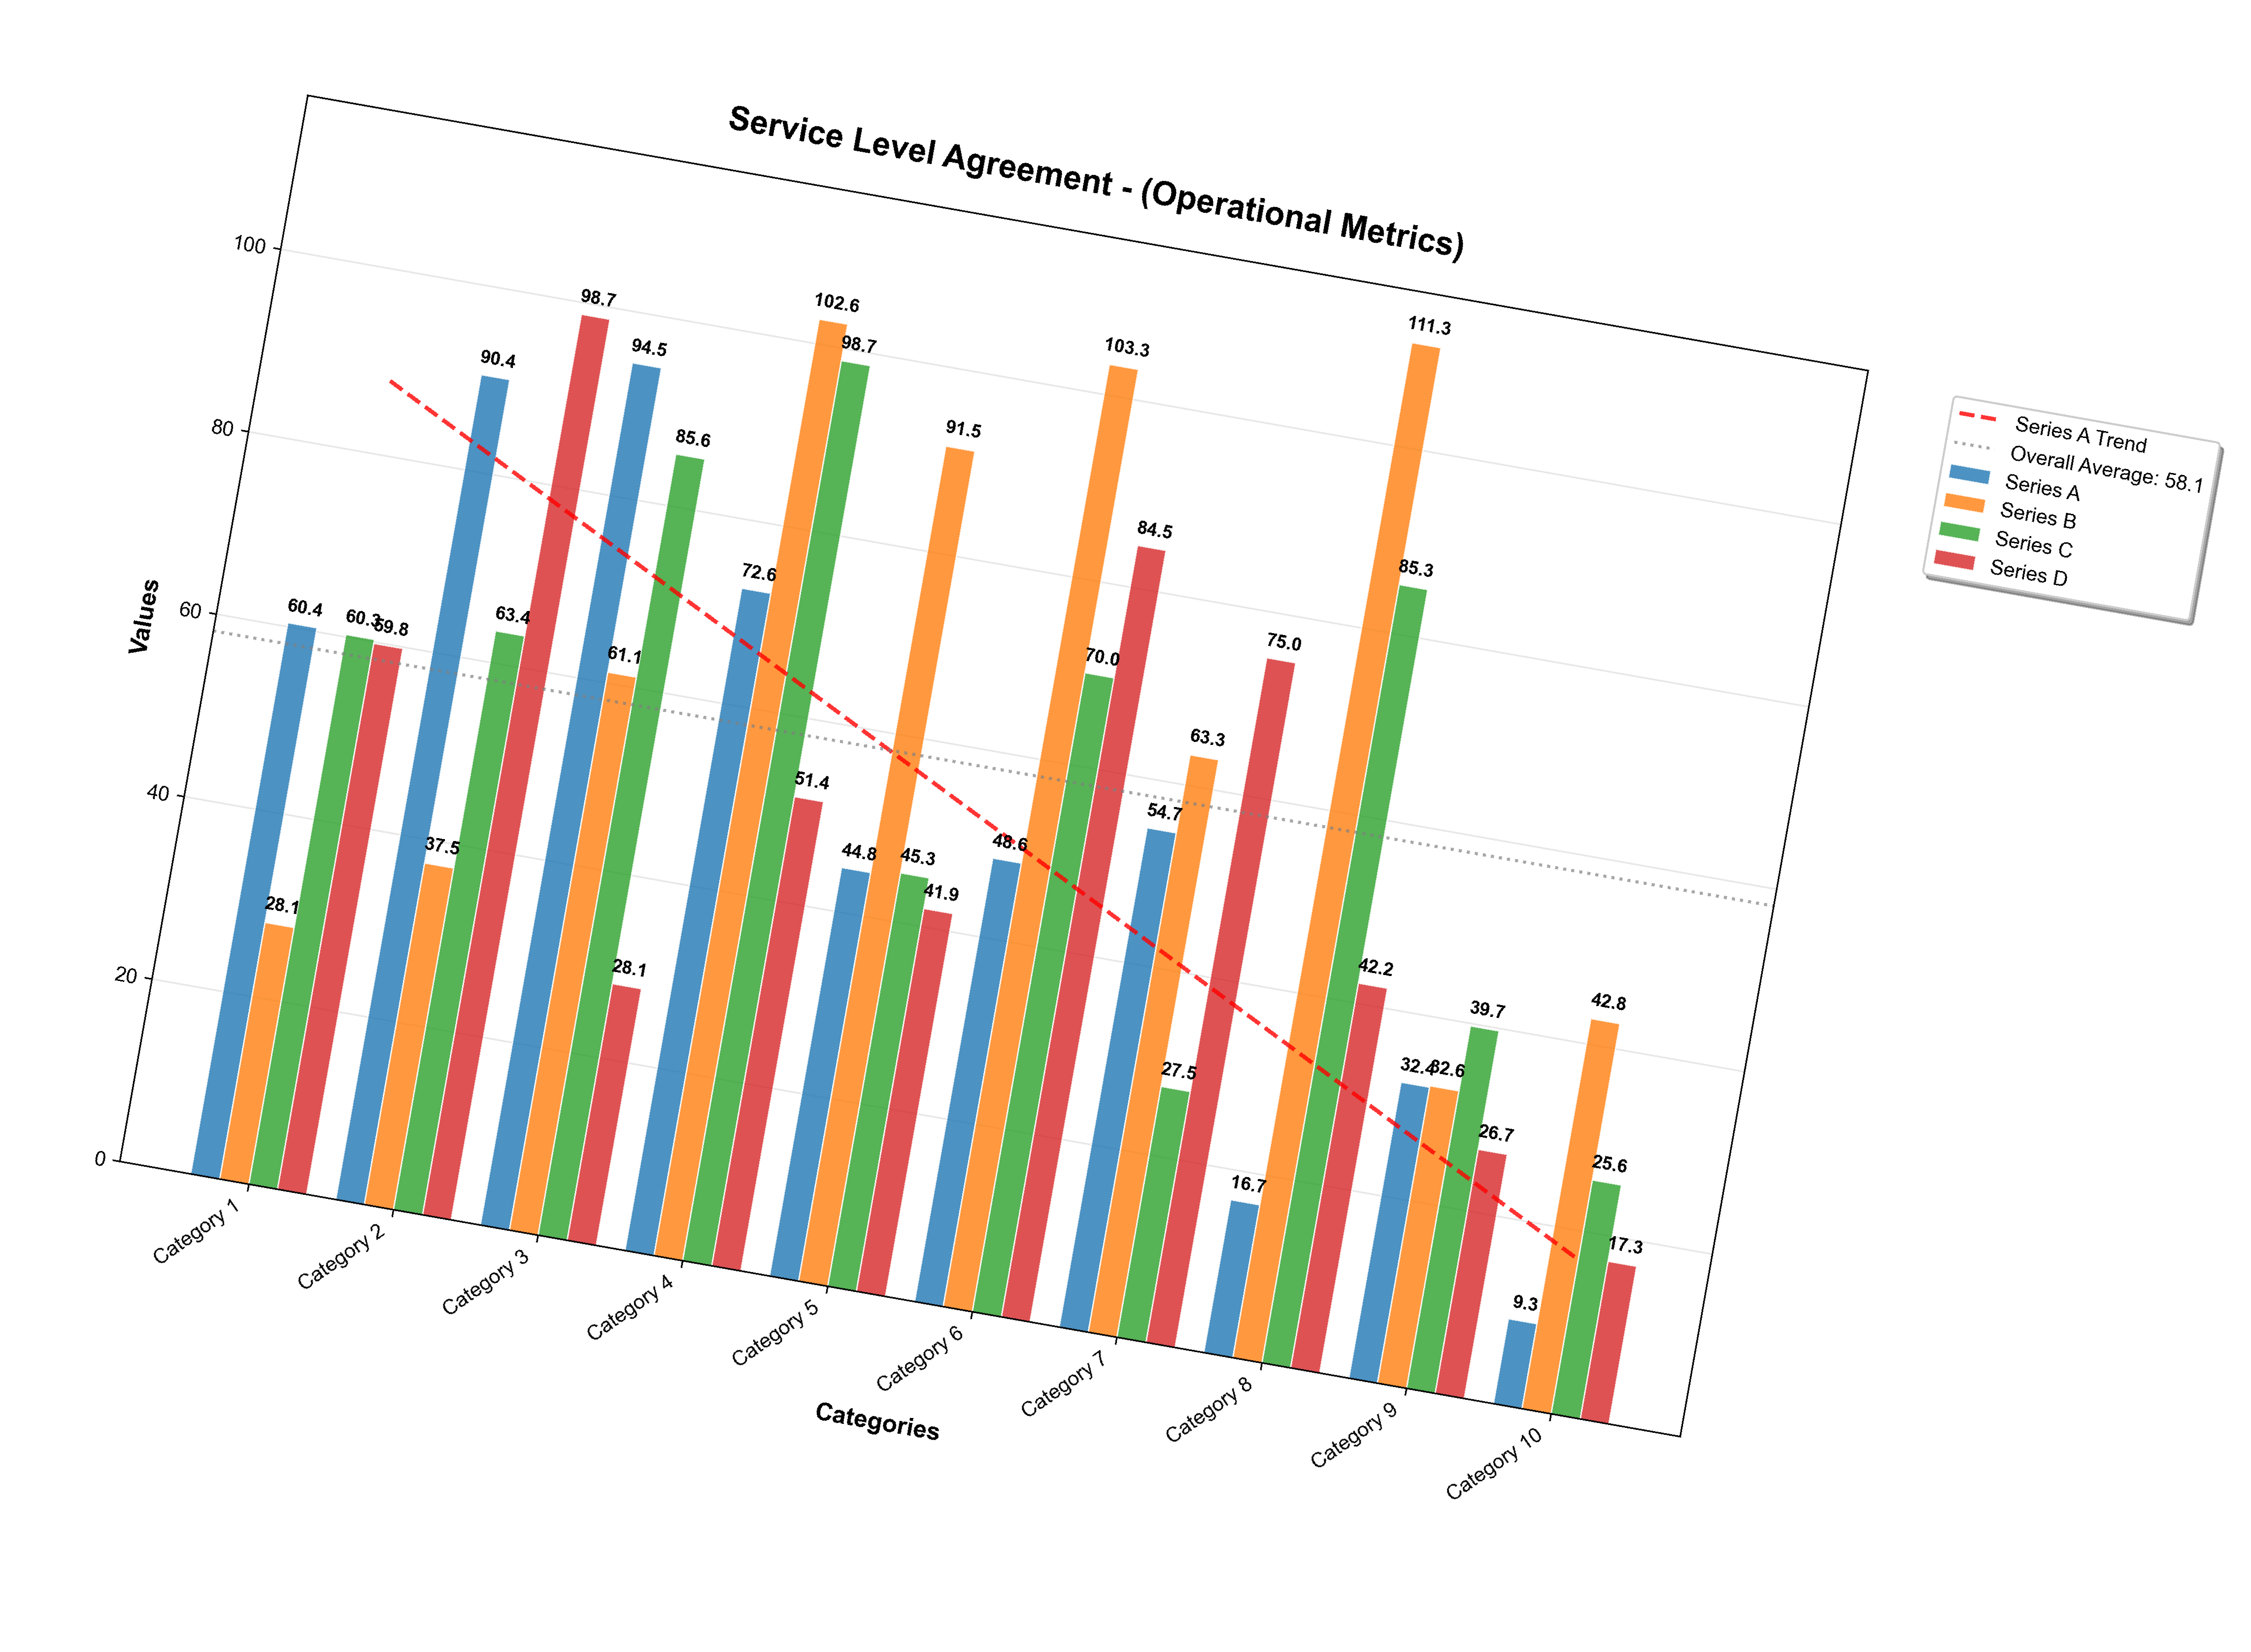 Service Level Agreement - (Operational Metrics)
Values
100
80
60
40
20
0
60.4
28.1
60.3
59.8
90.4
37.5
63.4
98.7
94.5
61.1
85.6
28.1
72.6
102.6
98.7
51.4
44.8
91.5
45.3
41.9
48.6
103.3
70.0
84.5
54.7
63.3
27.5
75.0
16.7
111.3
85.3
42.2
32.4
32.6
39.7
26.7
9.3
42.8
25.6
17.3
Category 1
Category 2
Category 3
Category 4
Category 5
Category 6
Category 7
Category 8
Category 9
Category 10
Categories
Series A Trend
Overall Average: 58.1
Series A
Series B
Series C
Series D